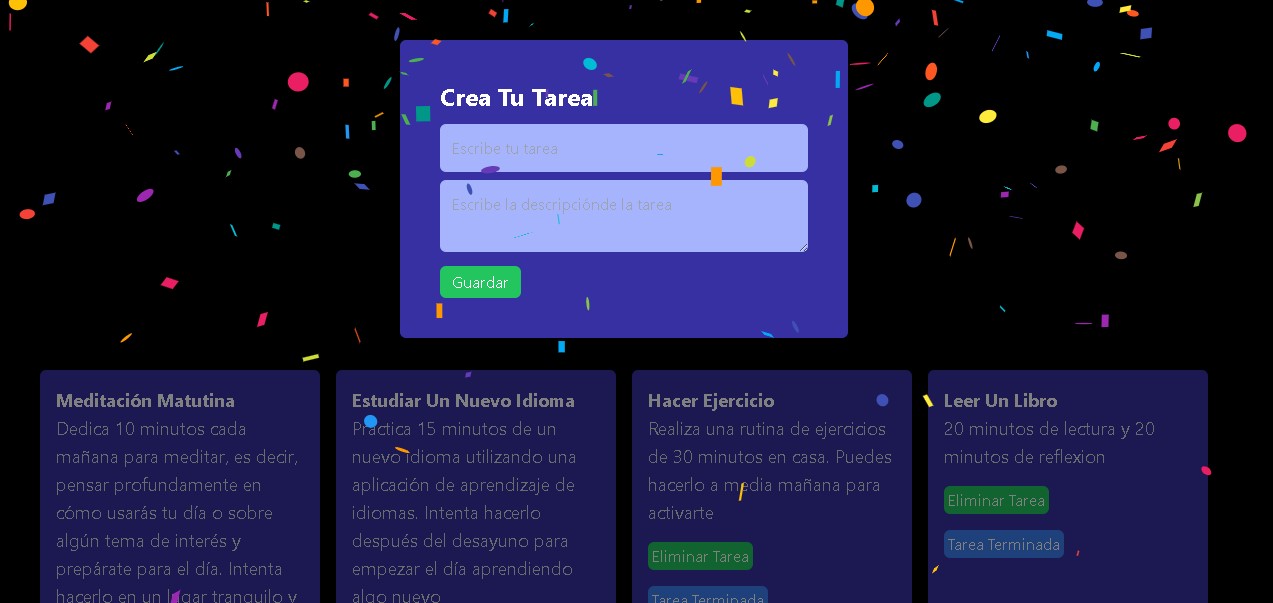 Crea Tu Tarea
Escribe tu tarea
Escribe la descripciónde la tarea
Guardar
Meditación Matutina
Dedica 10 minutos cada
mañana para meditar, es decir,
pensar profundamente en
cómo usarás tu día o sobre
algún tema de interés y
prepárate para el día. Intenta
hacerlo en un lugar tranquilo y
Estudiar Un Nuevo Idioma
Práctica 15 minutos de un
nuevo idioma utilizando una
aplicación de aprendizaje de
idiomas. Intenta hacerlo
después del desayuno para
empezar el día aprendiendo
algo nuevo
Hacer Ejercicio
Realiza una rutina de ejercicios
de 30 minutos en casa. Puedes
hacerlo a media mañana para
activarte
Eliminar Tarea
Tarea Terminada
Leer Un Libro
20 minutos de lectura y 20
minutos de reflexion
Eliminar Tarea
Tarea Terminada